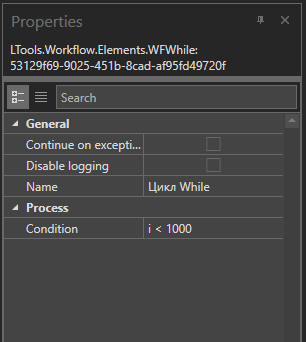 Properties
LTools.Workflow.Elements.WFWhile:
53129f69-9025-451b-8cad-af95fd49720f
Search
General
Continue on excepti...
Disable logging
Name Цикл While
Process
Condition i < 1000